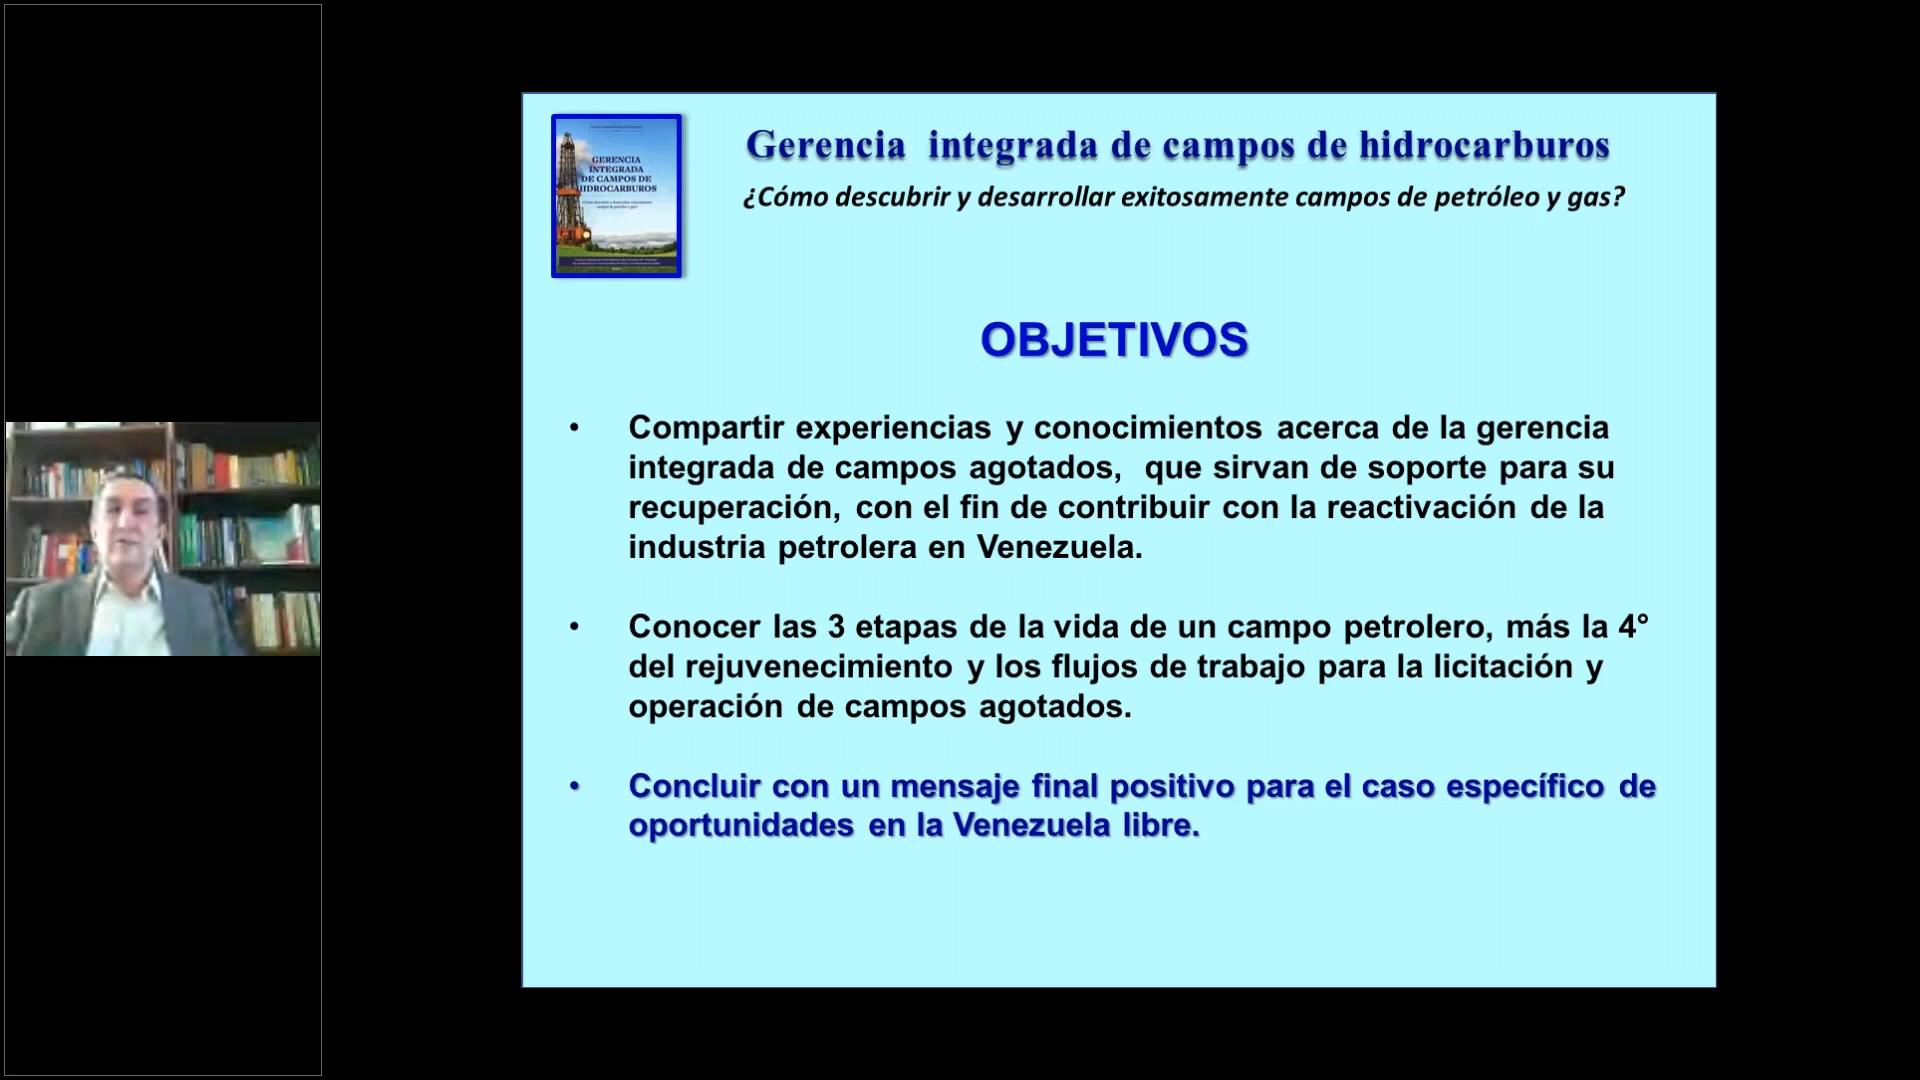 GERENCIA
INTEGRADA
DE CAMPOS DE
HIDROCARBUROS
Gerencia integrada de campos de hidrocarburos
¿Cómo descubrir y desarrollar exitosamente campos de petróleo y gas?
OBJETIVOS
• Compartir experiencias y conocimientos acerca de la gerencia
integrada de campos agotados, que sirvan de soporte para su
recuperación, con el fin de contribuir con la reactivación de la
industria petrolera en Venezuela.
• Conocer las 3 etapas de la vida de un campo petrolero, más la 4°
del rejuvenecimiento y los flujos de trabajo para la licitación y
operación de campos agotados.
• Concluir con un mensaje final positivo para el caso específico de
oportunidades en la Venezuela libre.